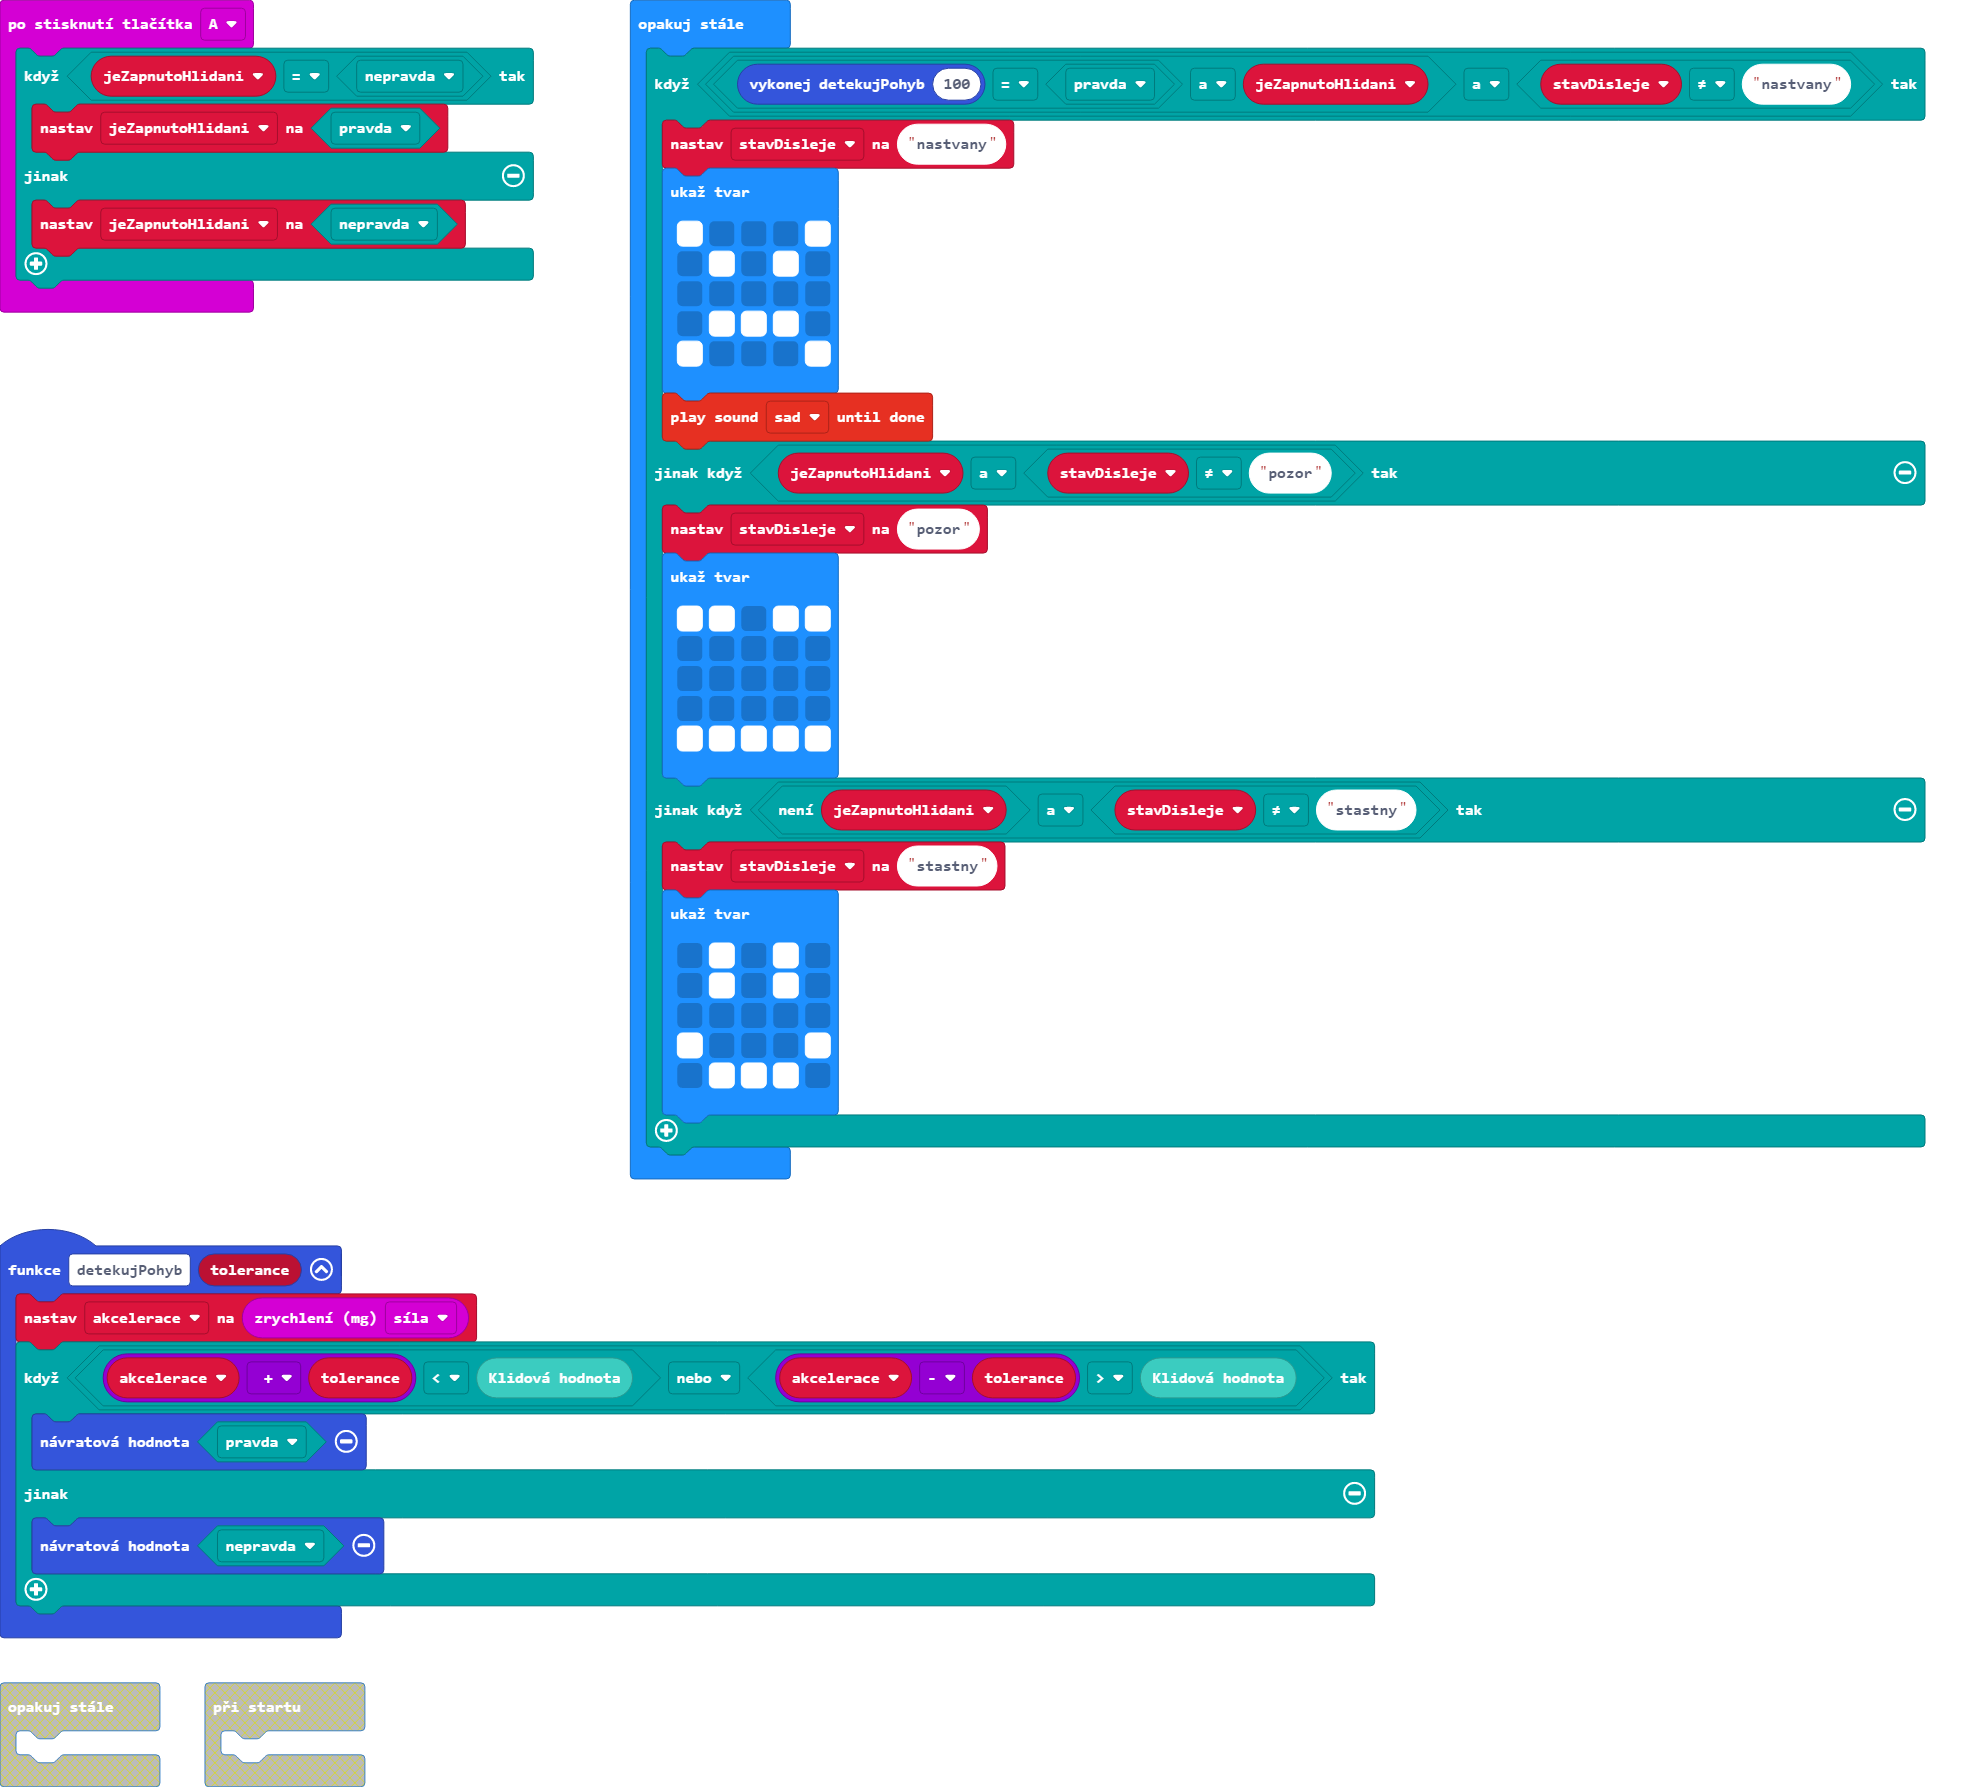 po stisknutí tlačítka A
když jeZapnutoHlidani = nepravda tak
nastav jeZapnutoHlidani na pravda
jinak
nastav jeZapnutoHlidani na nepravda
opakuj stále
když vykonej detekujPohyb 100 = pravda a jeZapnutoHlidani a stavDisleje ≠ "nastvany" tak
nastav stavDisleje na "nastvany"
ukaž tvar
play sound sad until done
jinak když jeZapnutoHlidani a stavDisleje ≠ "pozor" tak
nastav stavDisleje na "pozor"
ukaž tvar
jinak když není jeZapnutoHlidani a stavDisleje ≠ "stastny" tak
nastav stavDisleje na "stastny"
ukaž tvar
funkce detekujPohyb tolerance
nastav akcelerace na zrychlení (mg) síla
když akcelerace + tolerance < Klidová hodnota nebo akcelerace - tolerance > Klidová hodnota tak
návratová hodnota pravda
jinak
návratová hodnota nepravda
opakuj stále
při startu